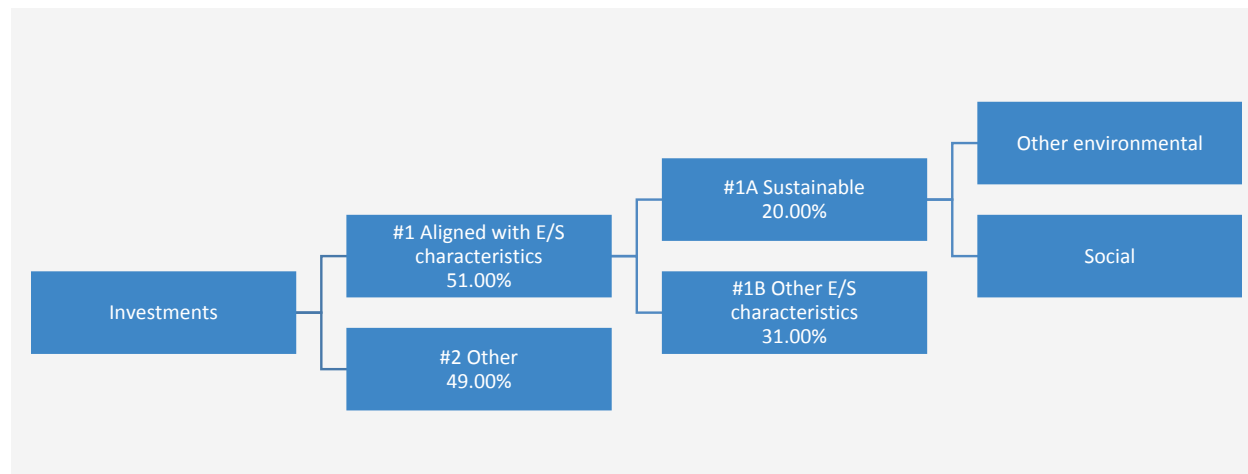 Investments
#1 Aligned with E/S
characteristics
51.00%
#2 Other
49.00%
#1A Sustainable
20.00%
#1B Other E/S
characteristics
31.00%
Other environmental
Social